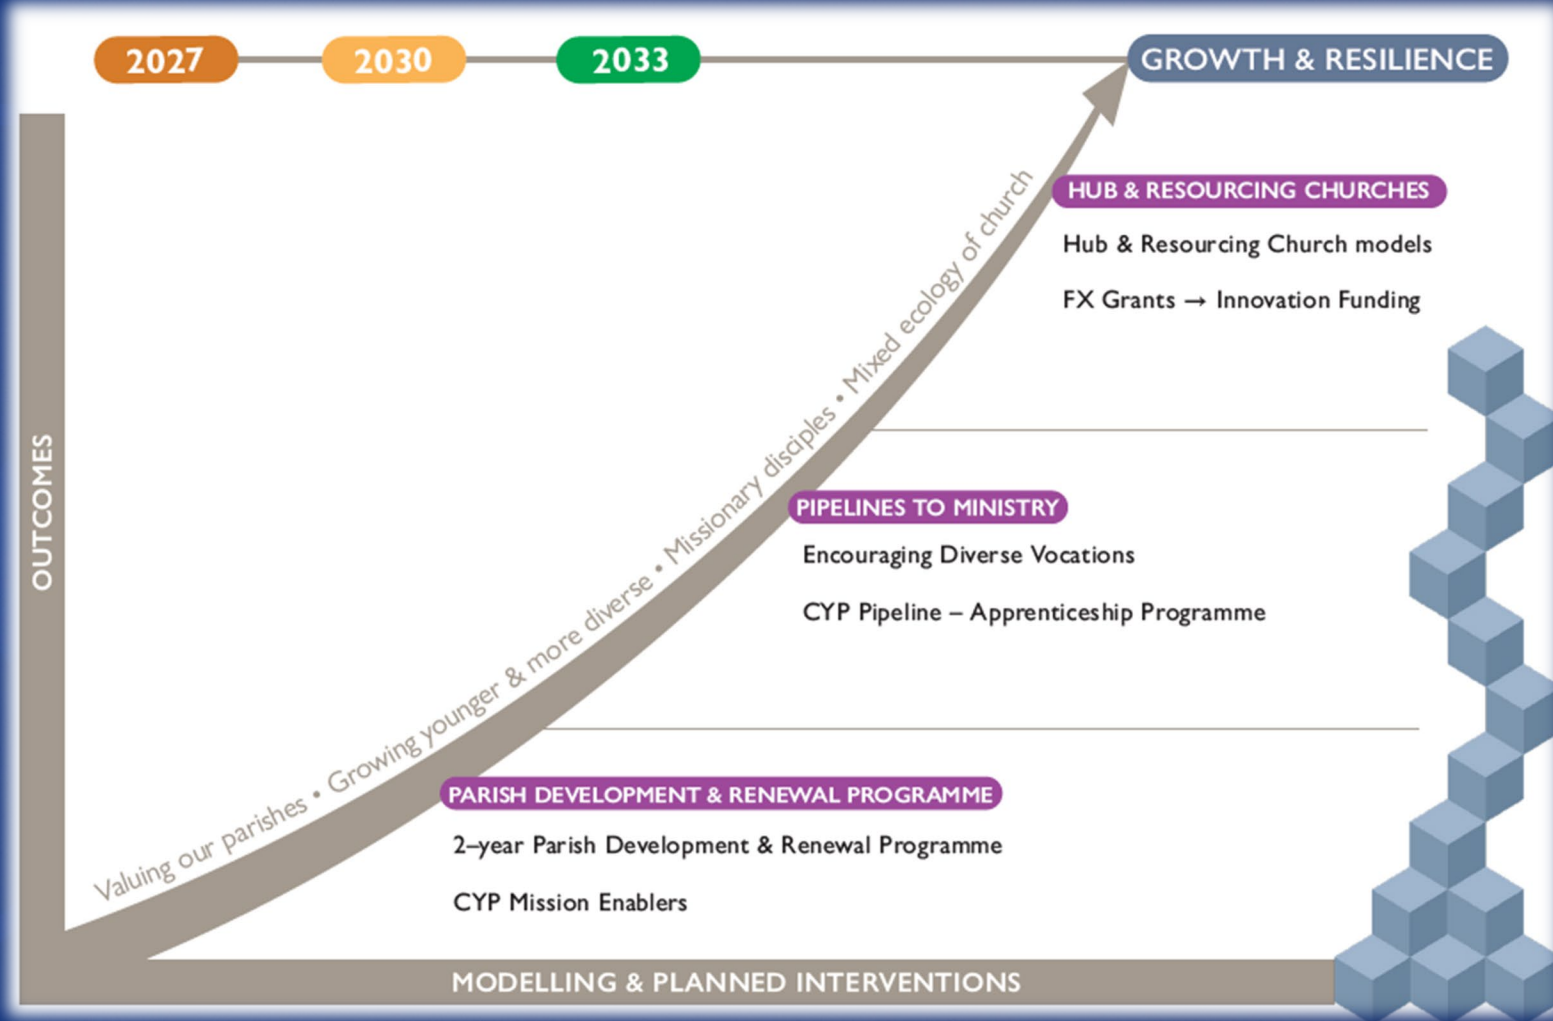 2027
2030
2033
GROWTH & RESILIENCE
OUTCOMES
Valuing our parishes • Growing younger & more diverse • Missionary disciples • Mixed ecology of church
HUB & RESOURCING CHURCHES
Hub & Resourcing Church models
FX Grants → Innovation Funding
PIPELINES TO MINISTRY
Encouraging Diverse Vocations
CYP Pipeline – Apprenticeship Programme
PARISH DEVELOPMENT & RENEWAL PROGRAMME
2–year Parish Development & Renewal Programme
CYP Mission Enablers
MODELLING & PLANNED INTERVENTIONS